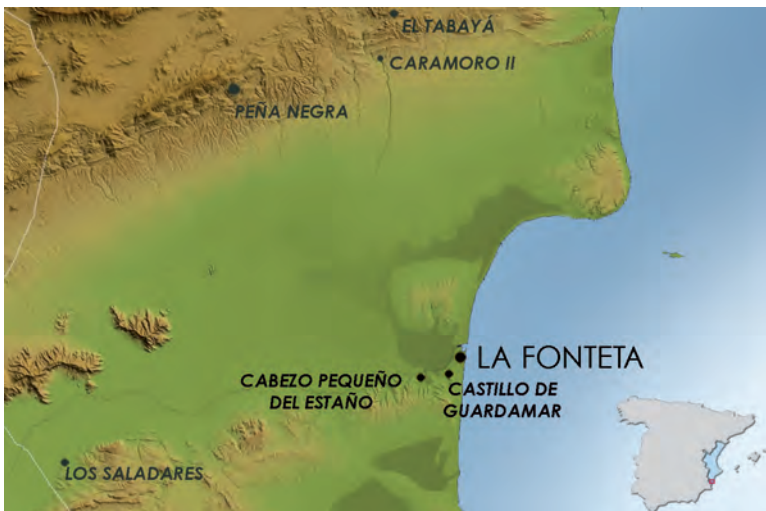 EL TABAYÁ
CARAMORO II
PEÑA NEGRA
LA FONTETA
CABEZO PEQUEÑO
DEL ESTAÑO
CASTILLO DE
GUARDAMAR
LOS SALADARES